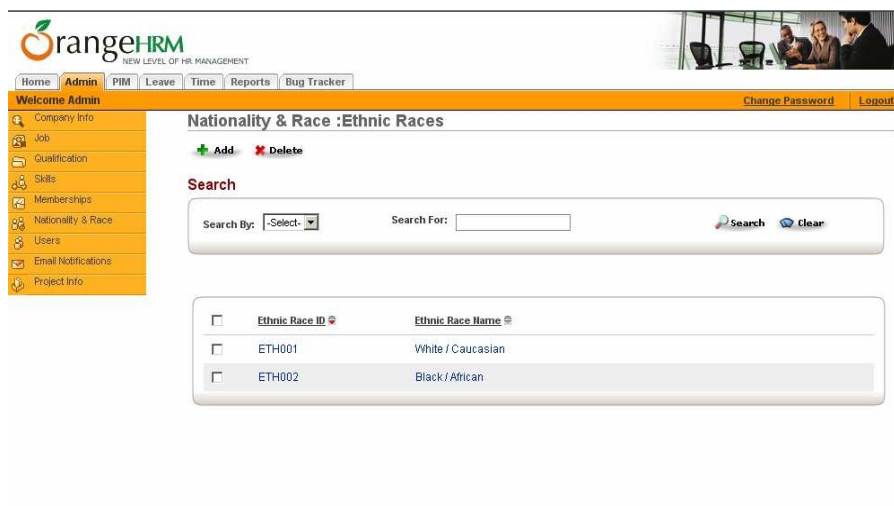 OrangeHRM
NEW LEVEL OF HR MANAGEMENT
Home Admin PIM Leave Time Reports Bug Tracker
Welcome Admin Change Password Logout
Company Info
Job
Qualification
Skills
Memberships
Nationality & Race
Users
Email Notifications
Project Info
Nationality & Race :Ethnic Races
Add Delete
Search
Search By: -Select- Search For: Search Clear
Ethnic Race ID Ethnic Race Name
ETH001 White / Caucasian
ETH002 Black / African